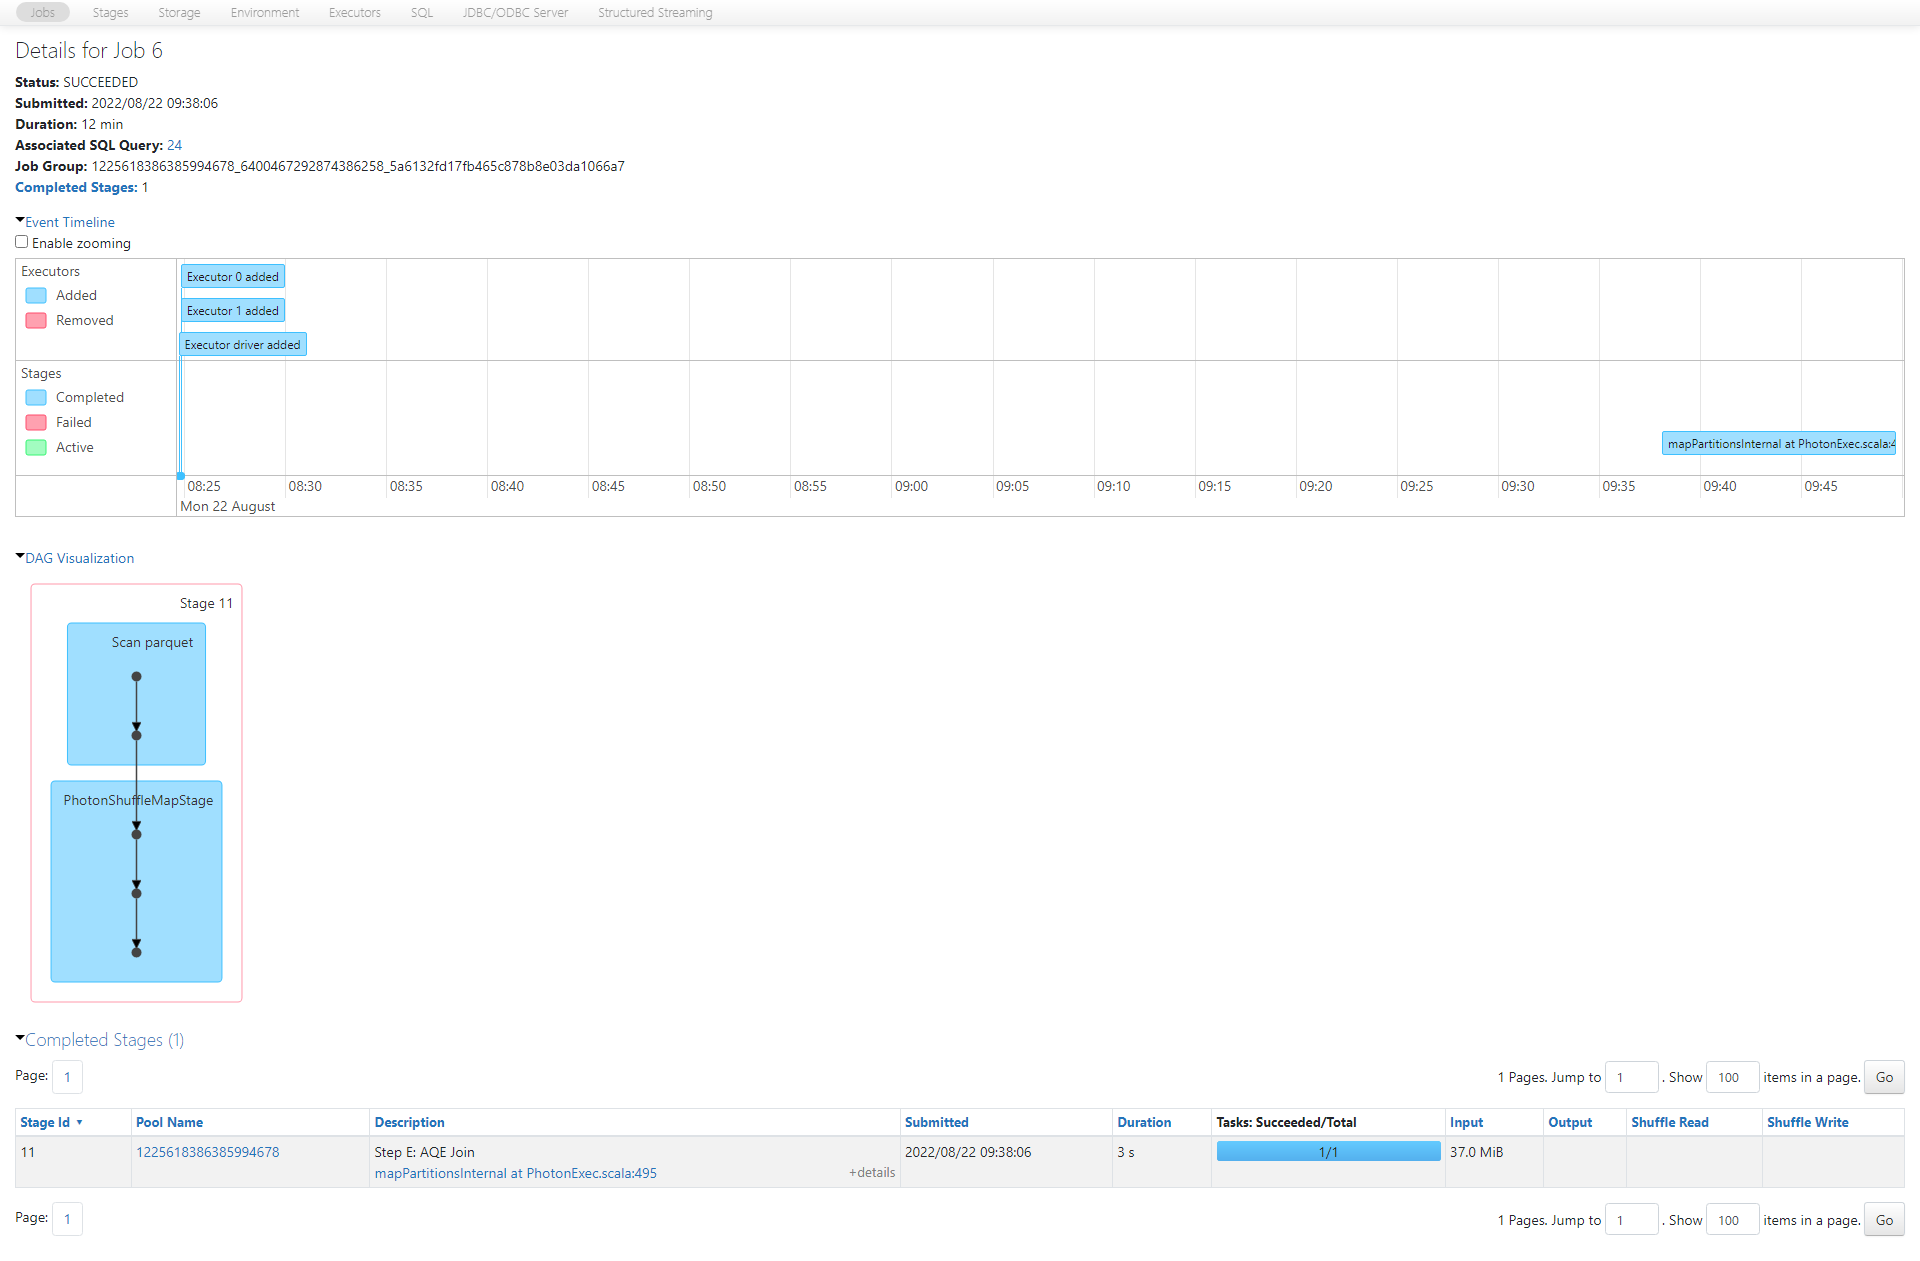 Jobs Stages Storage Environment Executors SQL JDBC/ODBC Server Structured Streaming
Details for Job 6
Status: SUCCEEDED
Submitted: 2022/08/22 09:38:06
Duration: 12 min
Associated SQL Query: 24
Job Group: 1225618386385994678_6400467292874386258_5a6132fd17fb465c878b8e03da1066a7
Completed Stages: 1
Event Timeline
Enable zooming
Executors
Added
Removed
Executor 0 added
Executor 1 added
Executor driver added
Stages
Completed
Failed
Active
mapPartitionsInternal at PhotonExec.scala:4
08:25 08:30 08:35 08:40 08:45 08:50 08:55 09:00 09:05 09:10 09:15 09:20 09:25 09:30 09:35 09:40 09:45
Mon 22 August
DAG Visualization
Stage 11
Scan parquet
PhotonShuffleMapStage
Completed Stages (1)
Page: 1 1 Pages. Jump to 1 . Show 100 items in a page. Go
Stage Id Pool Name Description Submitted Duration Tasks: Succeeded/Total Input Output Shuffle Read Shuffle Write
11 1225618386385994678 Step E: AQE Join 2022/08/22 09:38:06 3 s 1/1 37.0 MiB
mapPartitionsInternal at PhotonExec.scala:495 +details
Page: 1 1 Pages. Jump to 1 . Show 100 items in a page. Go